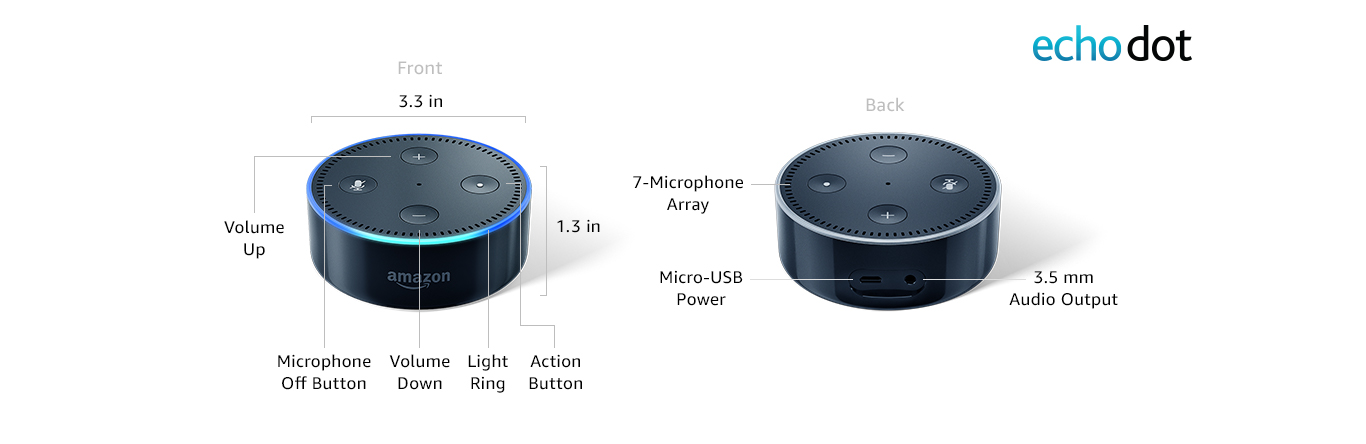 echo dot
Front
3.3 in
Back
7-Microphone
Array
Volume
Up
1.3 in
amazon
Micro-USB
Power
3.5 mm
Audio Output
Microphone
Off Button
Volume
Down
Light
Ring
Action
Button